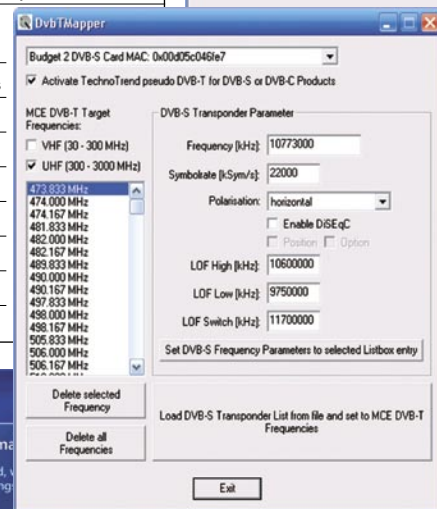 DvbTMapper
Budget 2 DVB-S Card MAC: 0x00d05c046fe7
Activate TechnoTrend pseudo DVB-T for DVB-S or DVB-C Products
MCE DVB-T Target
Frequencies:
VHF (30 - 300 MHz)
UHF (300 - 3000 MHz)
473.833 MHz
474.000 MHz
474.167 MHz
481.833 MHz
482.000 MHz
482.167 MHz
489.833 MHz
490.000 MHz
490.167 MHz
497.833 MHz
498.000 MHz
498.167 MHz
505.833 MHz
506.000 MHz
506.167 MHz
Delete selected
Frequency
Delete all
Frequencies
DVB-S Transponder Parameter
Frequency [kHz]: 10773000
Symbolrate [kSym/s]: 22000
Polarisation: horizontal
Enable DiSEqC
Position Option
LOF High [kHz]: 10600000
LOF Low [kHz]: 9750000
LOF Switch [kHz]: 11700000
Set DVB-S Frequency Parameters to selected Listbox entry
Load DVB-S Transponder List from file and set to MCE DVB-T
Frequencies
Exit